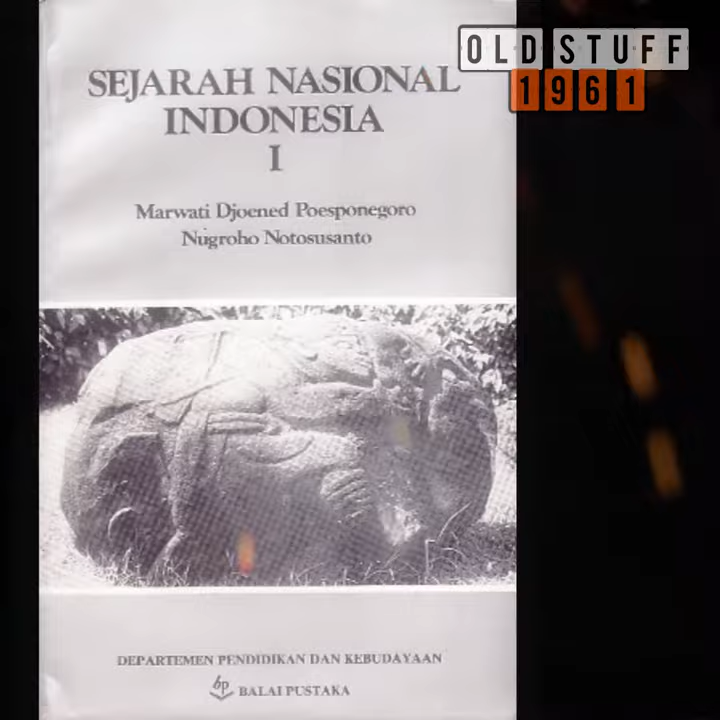 OLD STUFF
1961
SEJARAH NASIONAL
INDONESIA
I
Marwati Djoened Poesponegoro
Nugroho Notosusanto
DEPARTEMEN PENDIDIKAN DAN KEBUDAYAAN
bp BALAI PUSTAKA